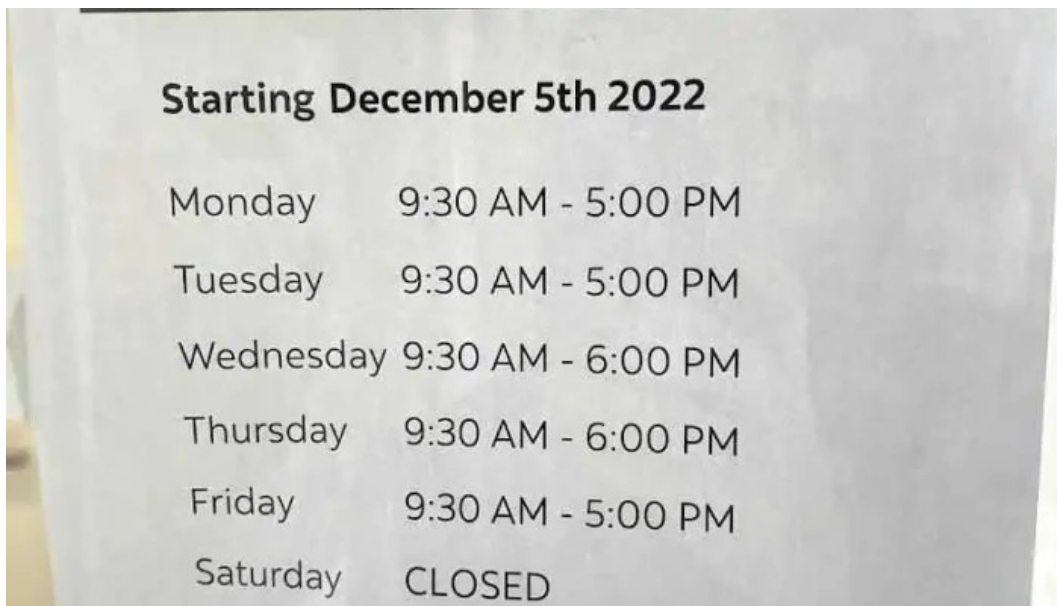 Starting December 5th 2022
Monday 9:30 AM - 5:00 PM
Tuesday 9:30 AM - 5:00 PM
Wednesday 9:30 AM - 6:00 PM
Thursday 9:30 AM - 6:00 PM
Friday 9:30 AM - 5:00 PM
Saturday CLOSED